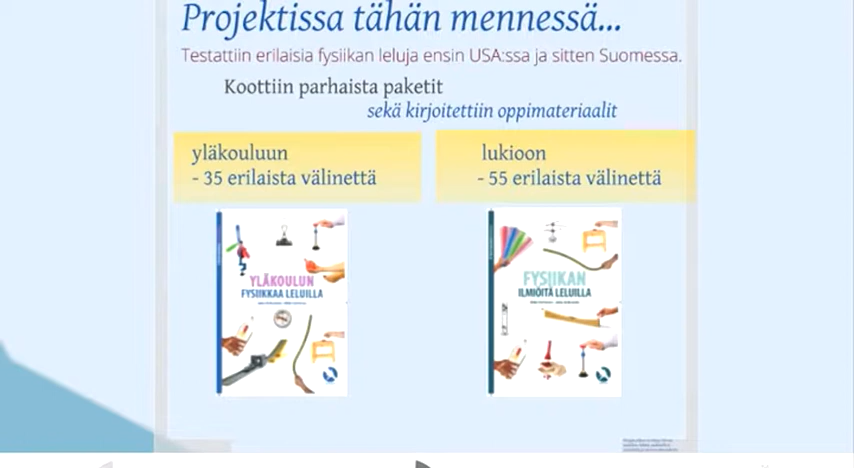 Projektissa tähän mennessä...
Testattiin erilaisia fysiikan leluja ensin USA:ssa ja sitten Suomessa.
Koottiin parhaista paketit
sekä kirjoitettiin oppimateriaalit
yläkouluun
- 35 erilaista välinettä
lukioon
- 55 erilaista välinettä
YLÄKOULUN
FYSIIKKAA LELUILLA
FYSIIKAN
ILMIÖITÄ LELUILLA